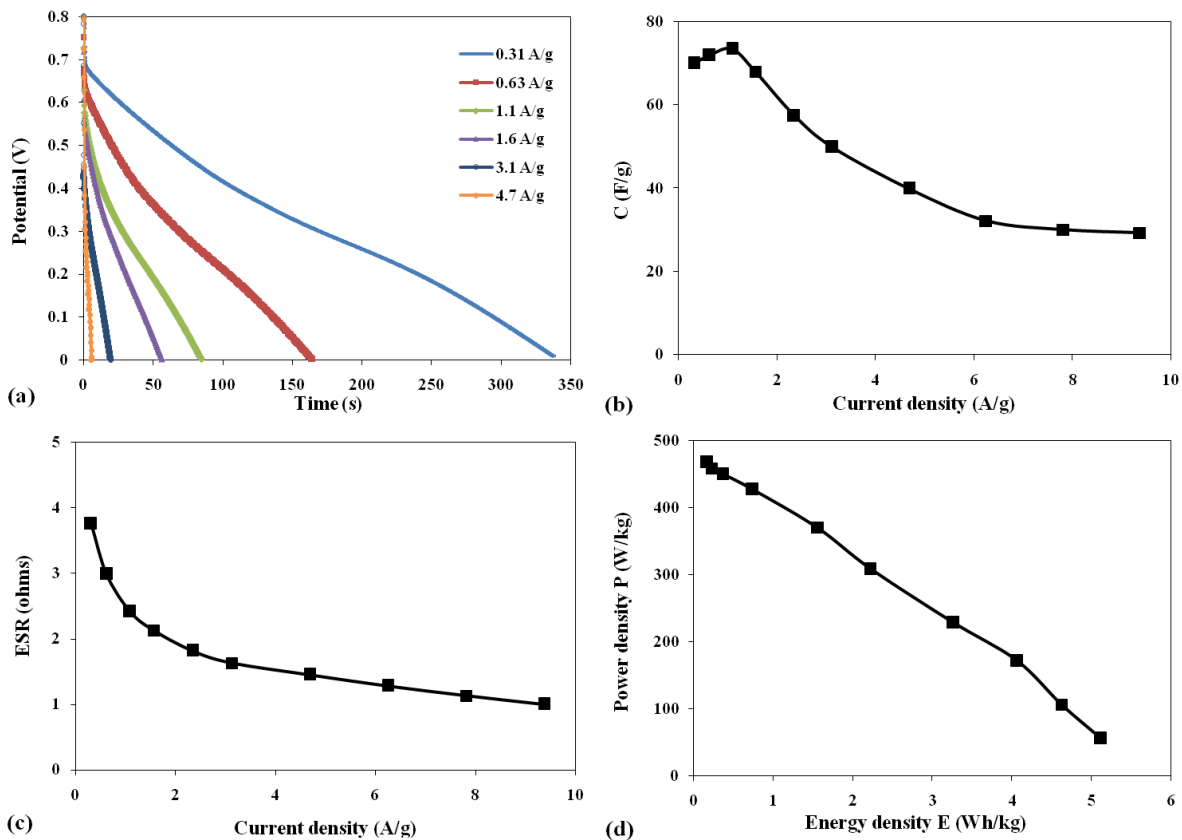 0.8
0.7
0.6
0.5
0.4
0.3
0.2
0.1
0
Potential (V)
0.31 A/g
0.63 A/g
1.1 A/g
1.6 A/g
3.1 A/g
4.7 A/g
0 50 100 150 200 250 300 350
Time (s)
(a)
80
60
40
20
0
C (F/g)
0 2 4 6 8 10
Current density (A/g)
(b)
5
4
3
2
1
0
ESR (ohms)
0 2 4 6 8 10
Current density (A/g)
(c)
500
400
300
200
100
0
Power density P (W/kg)
0 1 2 3 4 5 6
Energy density E (Wh/kg)
(d)